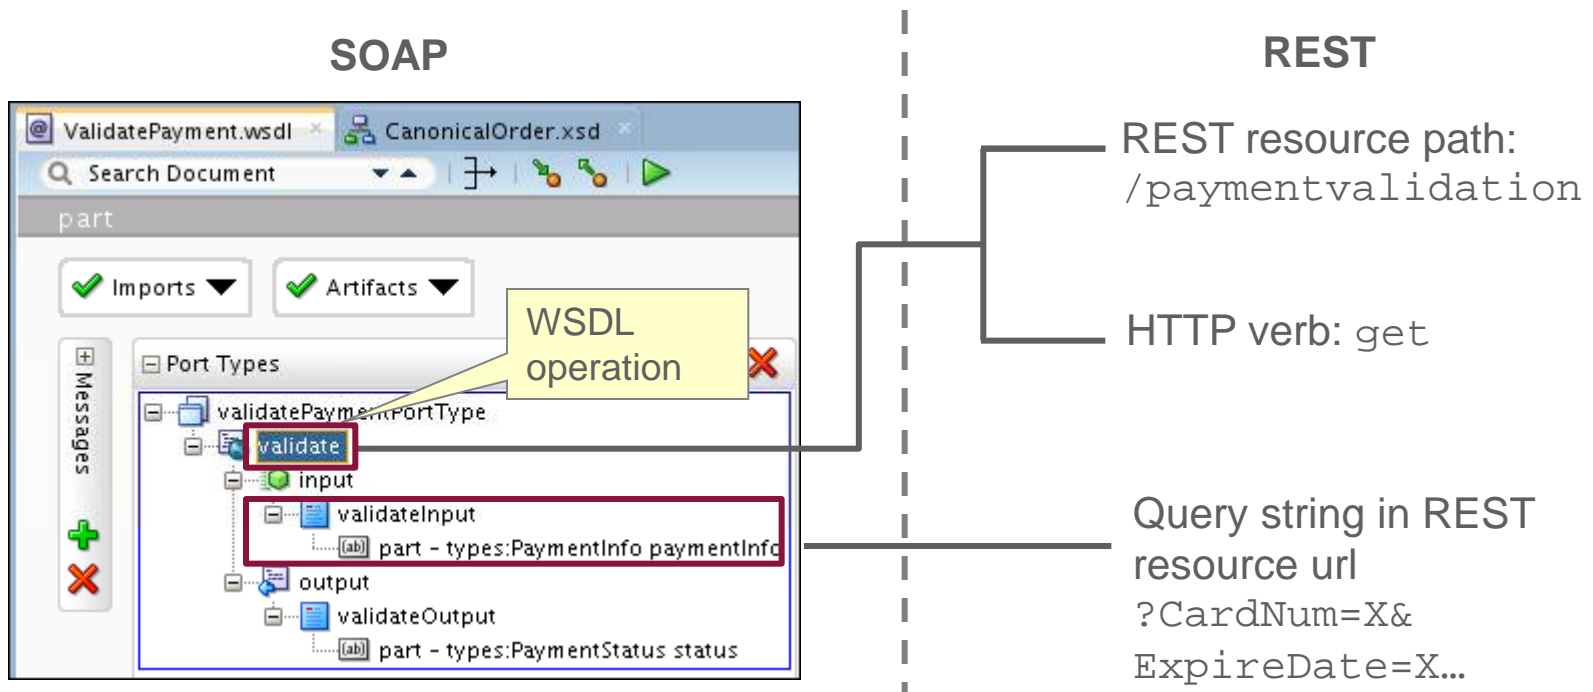 SOAP
REST
ValidatePayment.wsdl
CanonicalOrder.xsd
Search Document
part
Imports
Artifacts
WSDL
operation
Messages
Port Types
validatePaymentPortType
validate
input
validateInput
part - types:PaymentInfo paymentInfo
output
validateOutput
part - types:PaymentStatus status
REST resource path:
/paymentvalidation
HTTP verb: get
Query string in REST
resource url
?CardNum=X&
ExpireDate=X…